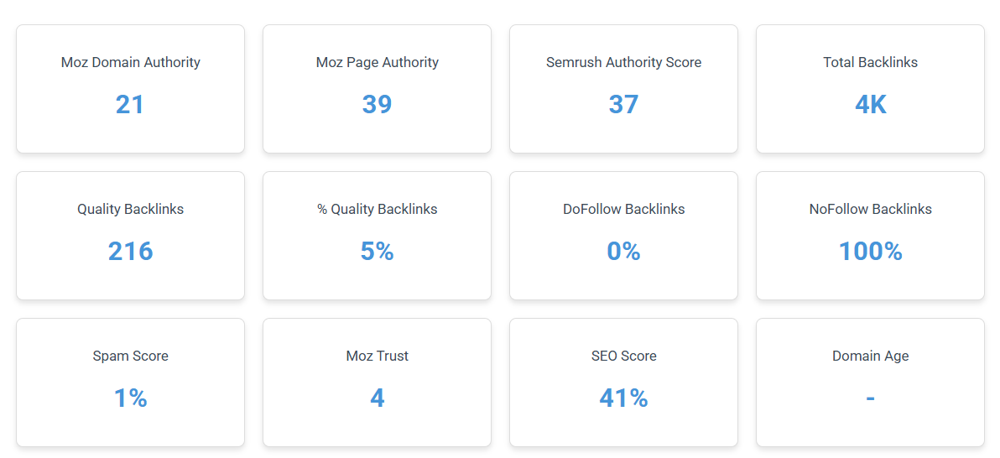 Moz Domain Authority
21
Moz Page Authority
39
Semrush Authority Score
37
Total Backlinks
4K
Quality Backlinks
216
% Quality Backlinks
5%
DoFollow Backlinks
0%
NoFollow Backlinks
100%
Spam Score
1%
Moz Trust
4
SEO Score
41%
Domain Age
-